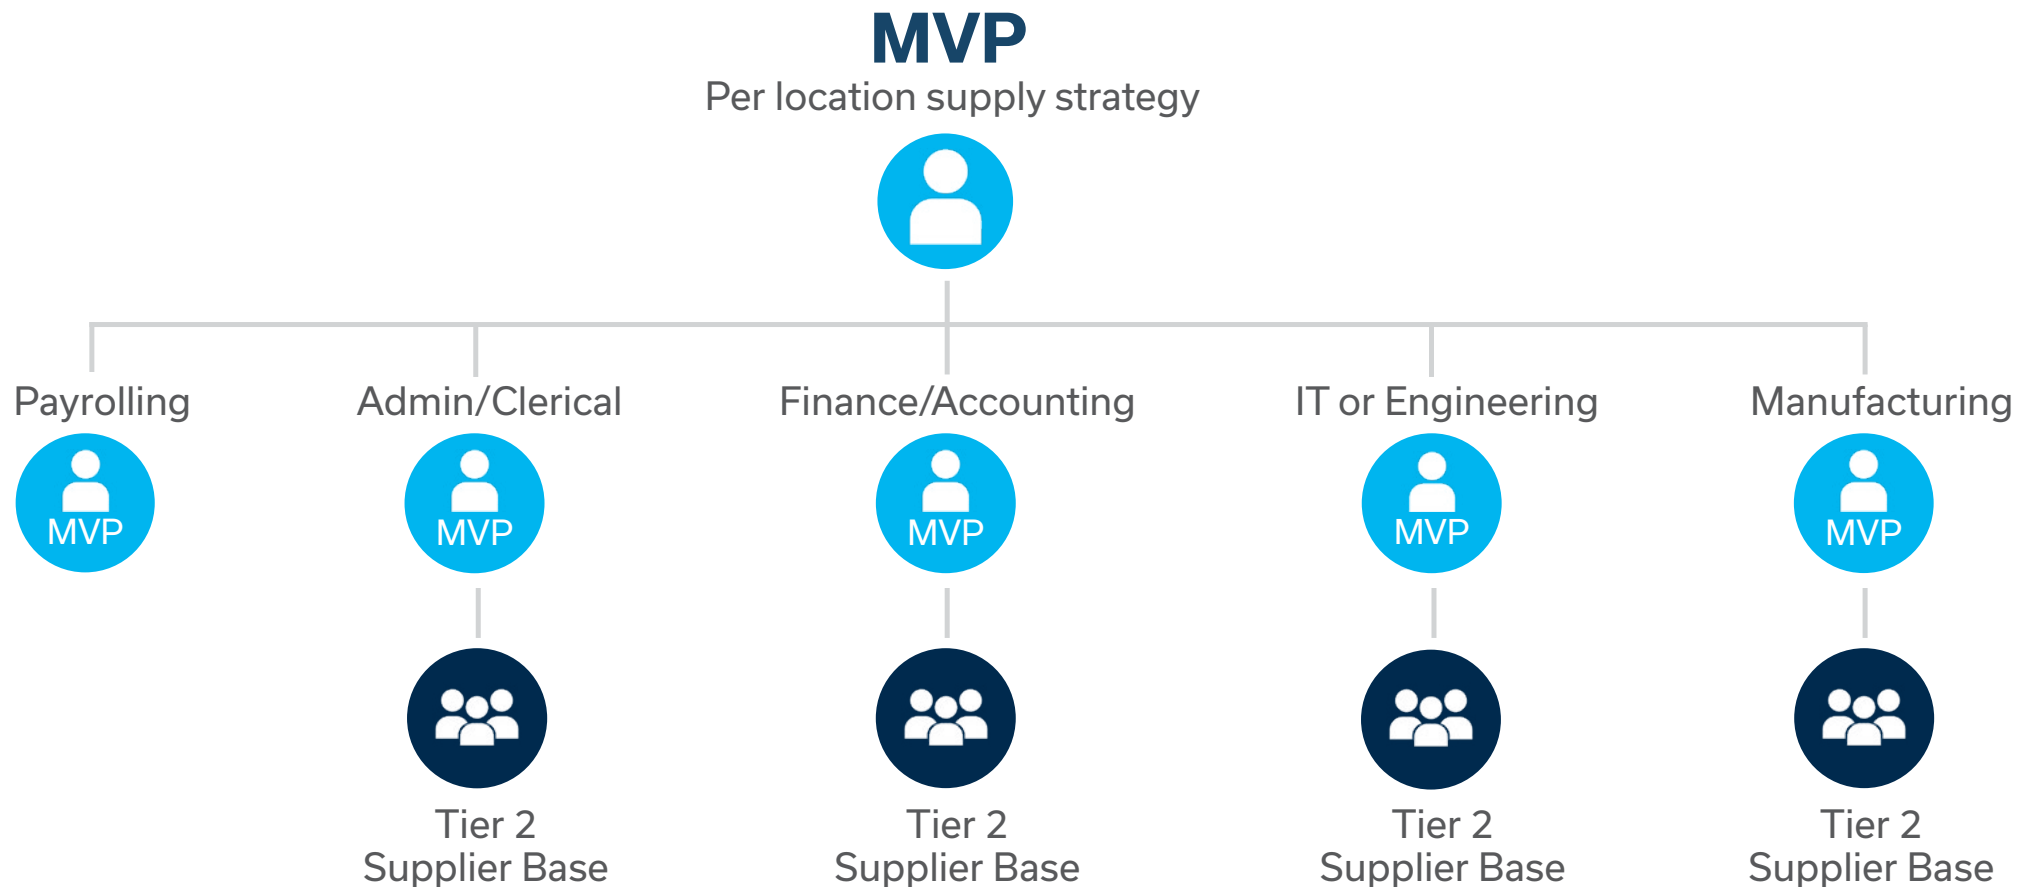 MVP
Per location supply strategy
Payrolling
Admin/Clerical
Finance/Accounting
IT or Engineering
Manufacturing
MVP
MVP
MVP
MVP
MVP
Tier 2
Supplier Base
Tier 2
Supplier Base
Tier 2
Supplier Base
Tier 2
Supplier Base